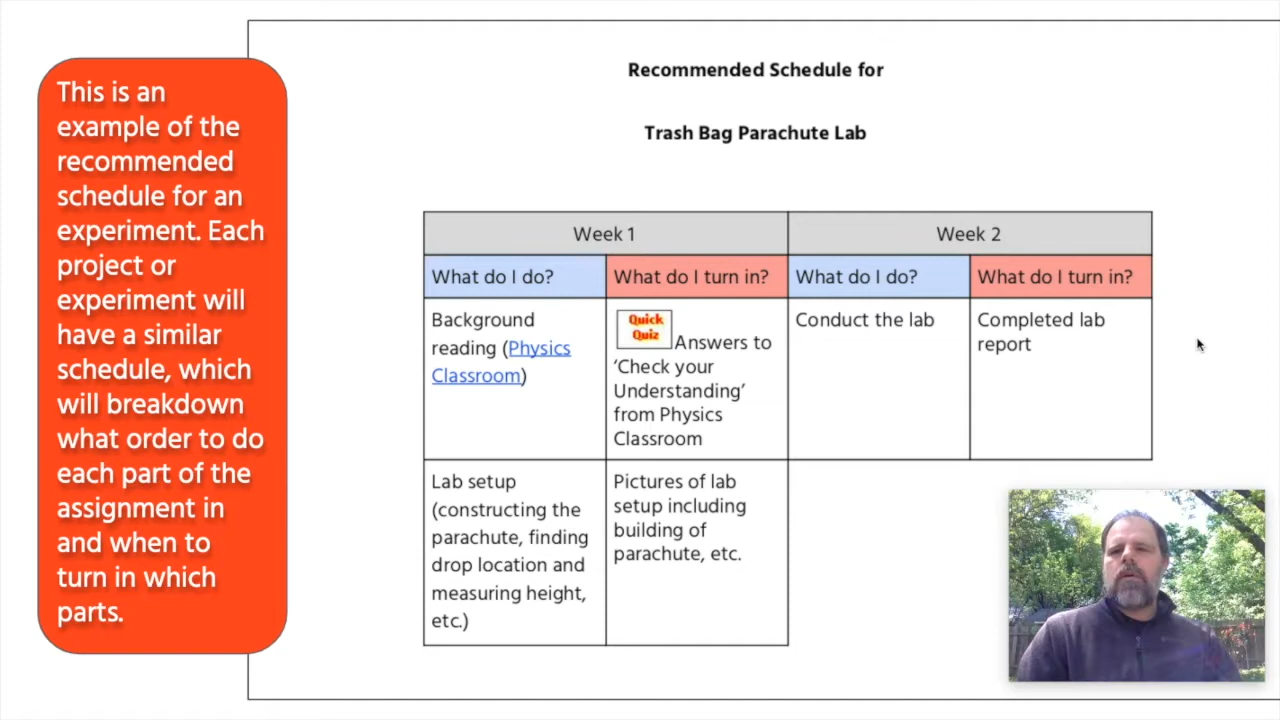 This is an
example of the
recommended
schedule for an
experiment. Each
project or
experiment will
have a similar
schedule, which
will breakdown
what order to do
each part of the
assignment in
and when to
turn in which
parts.
Recommended Schedule for
Trash Bag Parachute Lab
Week 1
Week 2
What do I do?
What do I turn in?
What do I do?
What do I turn in?
Background
reading (Physics
Classroom)
Quick
Quiz
Answers to
‘Check your
Understanding’
from Physics
Classroom
Conduct the lab
Completed lab
report
Lab setup
(constructing the
parachute, finding
drop location and
measuring height,
etc.)
Pictures of lab
setup including
building of
parachute, etc.